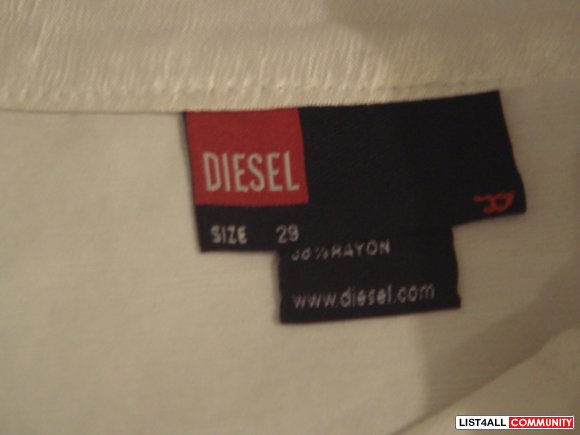 DIESEL
SIZE 29
RAYON
www.diesel.com
LIST4ALL COMMUNITY